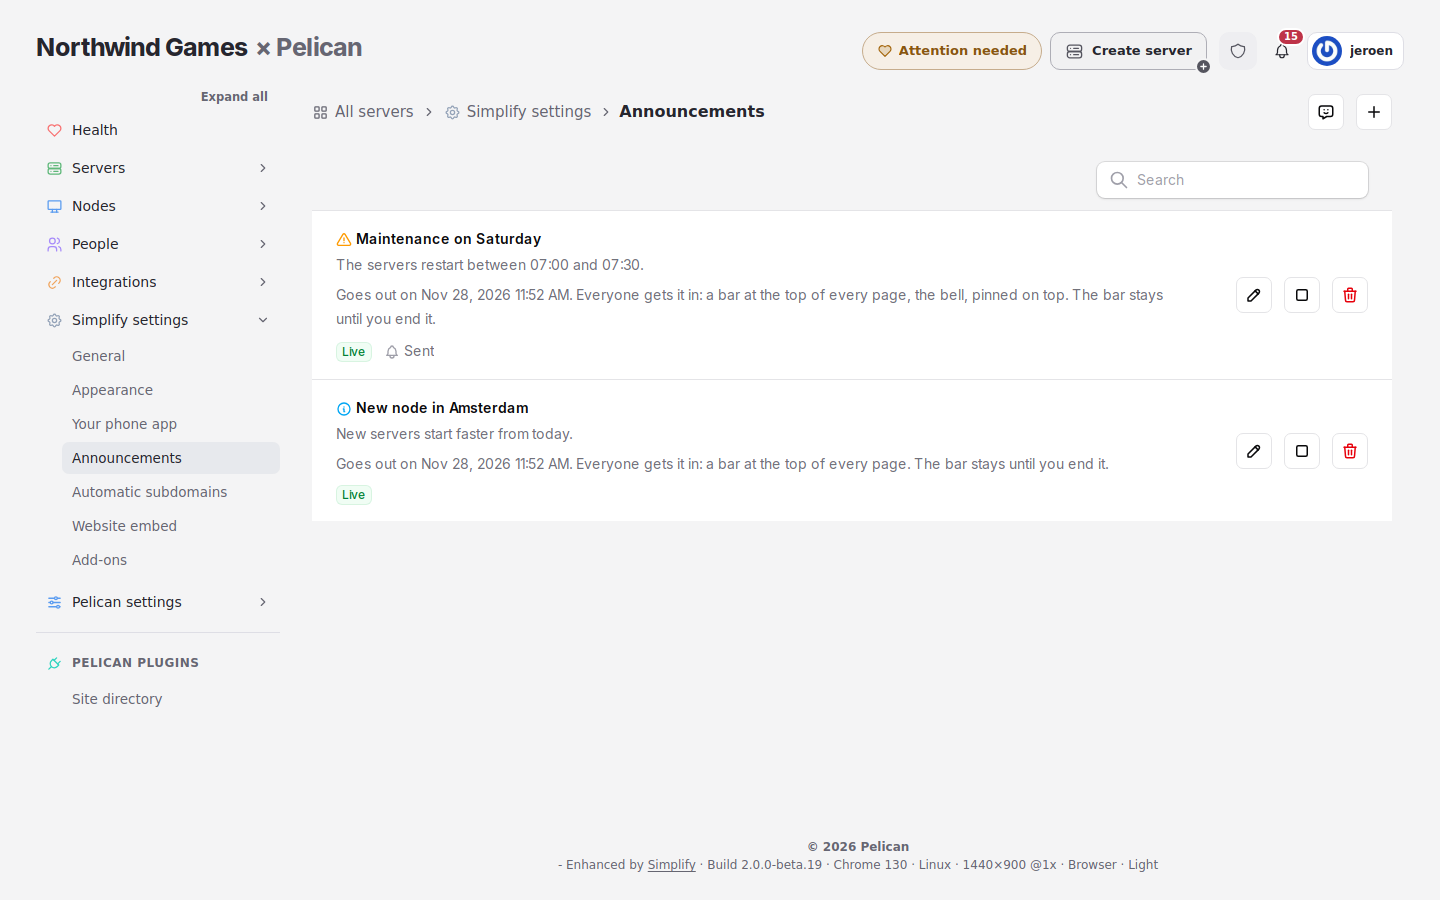 Northwind Games × Pelican
Attention needed
Create server
15
jeroen
Expand all
Health
Servers
Nodes
People
Integrations
Simplify settings
General
Appearance
Your phone app
Announcements
Automatic subdomains
Website embed
Add-ons
Pelican settings
PELICAN PLUGINS
Site directory
All servers > Simplify settings > Announcements
Search
Maintenance on Saturday
The servers restart between 07:00 and 07:30.
Goes out on Nov 28, 2026 11:52 AM. Everyone gets it in: a bar at the top of every page, the bell, pinned on top. The bar stays
until you end it.
Live Sent
New node in Amsterdam
New servers start faster from today.
Goes out on Nov 28, 2026 11:52 AM. Everyone gets it in: a bar at the top of every page. The bar stays until you end it.
Live
© 2026 Pelican
- Enhanced by Simplify · Build 2.0.0-beta.19 · Chrome 130 · Linux · 1440×900 @1x · Browser · Light